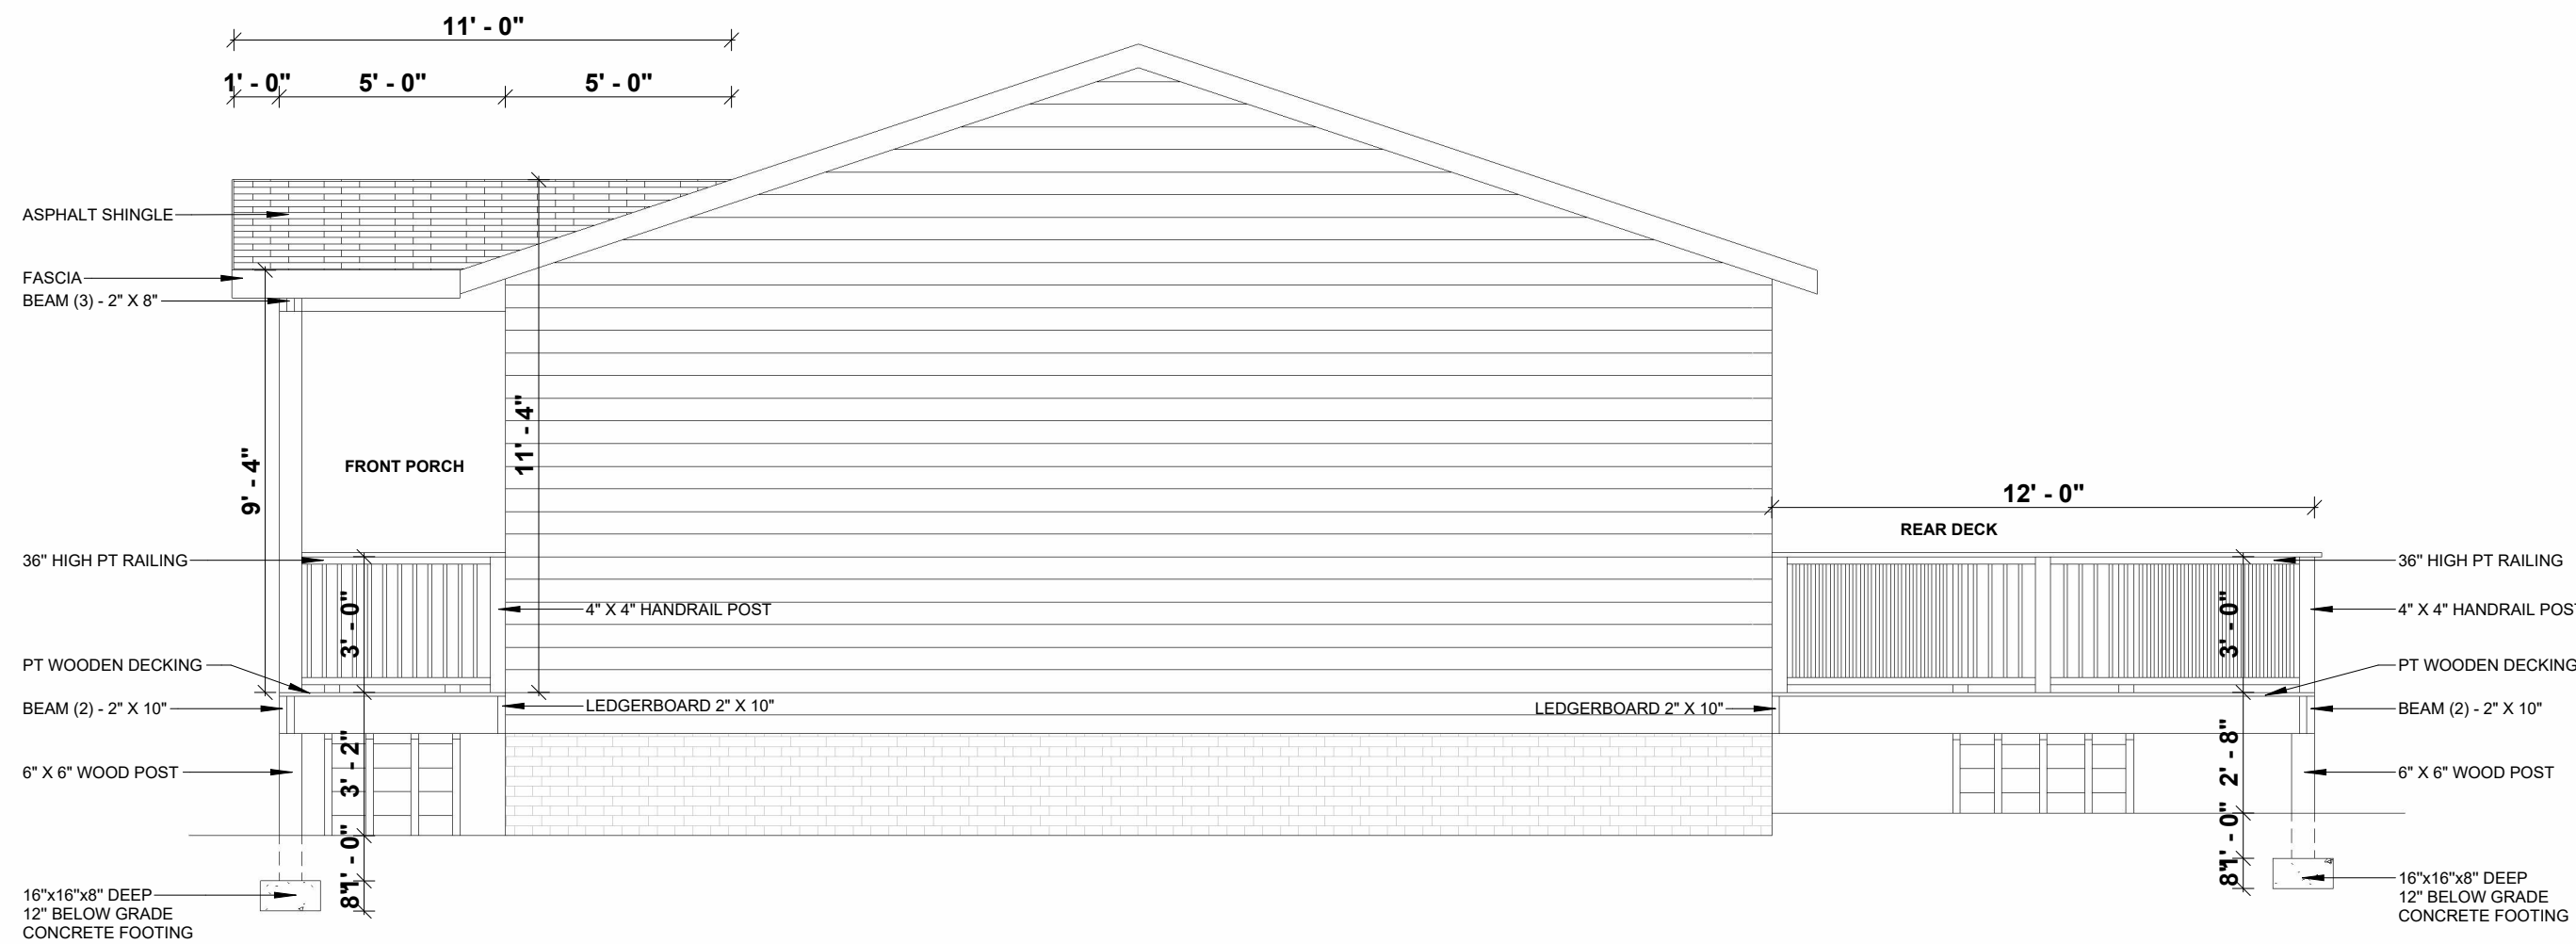 11' - 0"
1' - 0"
5' - 0"
5' - 0"
ASPHALT SHINGLE
FASCIA
BEAM (3) - 2" X 8"
9' - 4"
FRONT PORCH
11' - 4"
12' - 0"
REAR DECK
36" HIGH PT RAILING
36" HIGH PT RAILING
3' - 0"
4" X 4" HANDRAIL POST
3' - 0"
4" X 4" HANDRAIL POST
PT WOODEN DECKING
PT WOODEN DECKING
BEAM (2) - 2" X 10"
LEDGERBOARD 2" X 10"
LEDGERBOARD 2" X 10"
BEAM (2) - 2" X 10"
3' - 2"
2' - 8"
6" X 6" WOOD POST
6" X 6" WOOD POST
1' - 0"
1' - 0"
8"
8"
16"x16"x8" DEEP
12" BELOW GRADE
CONCRETE FOOTING
16"x16"x8" DEEP
12" BELOW GRADE
CONCRETE FOOTING